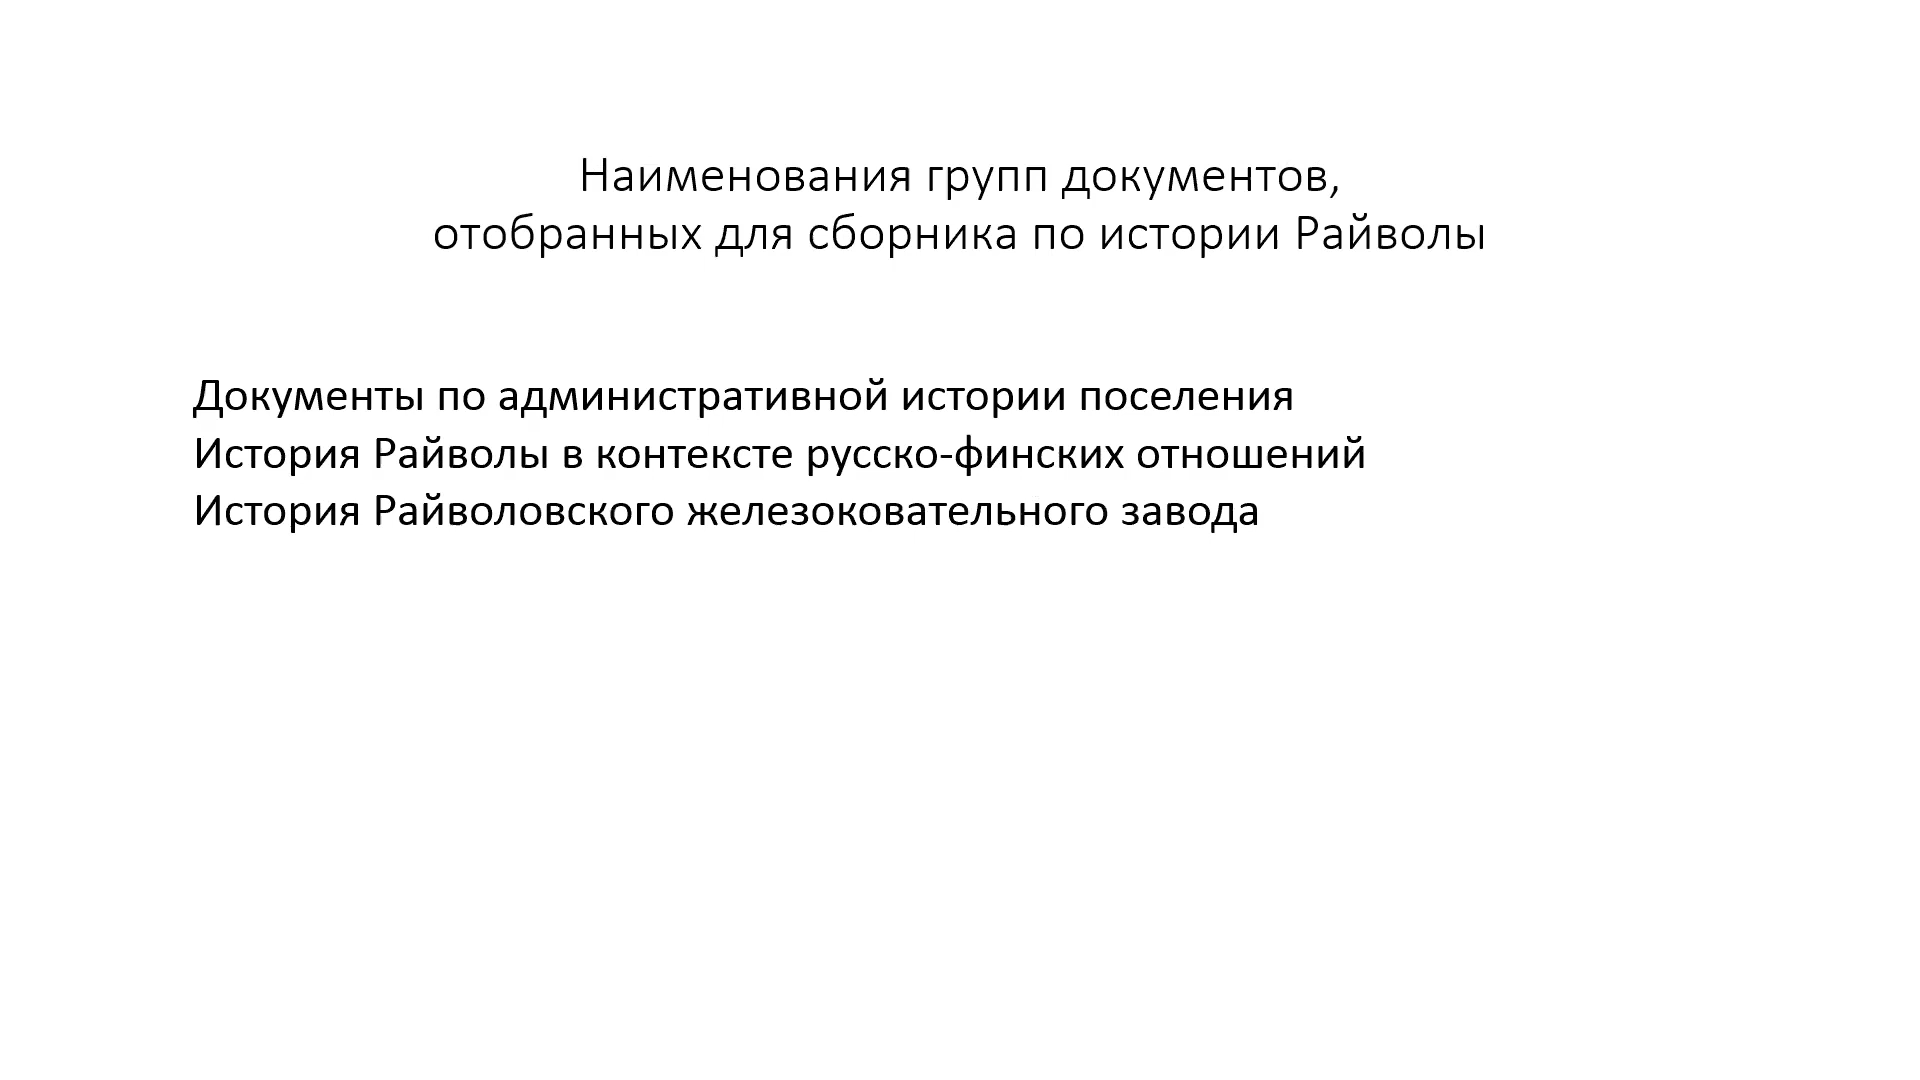 Наименования групп документов,
отобранных для сборника по истории Райволы
Документы по административной истории поселения
История Райволы в контексте русско-финских отношений
История Райволовского железоковательного завода